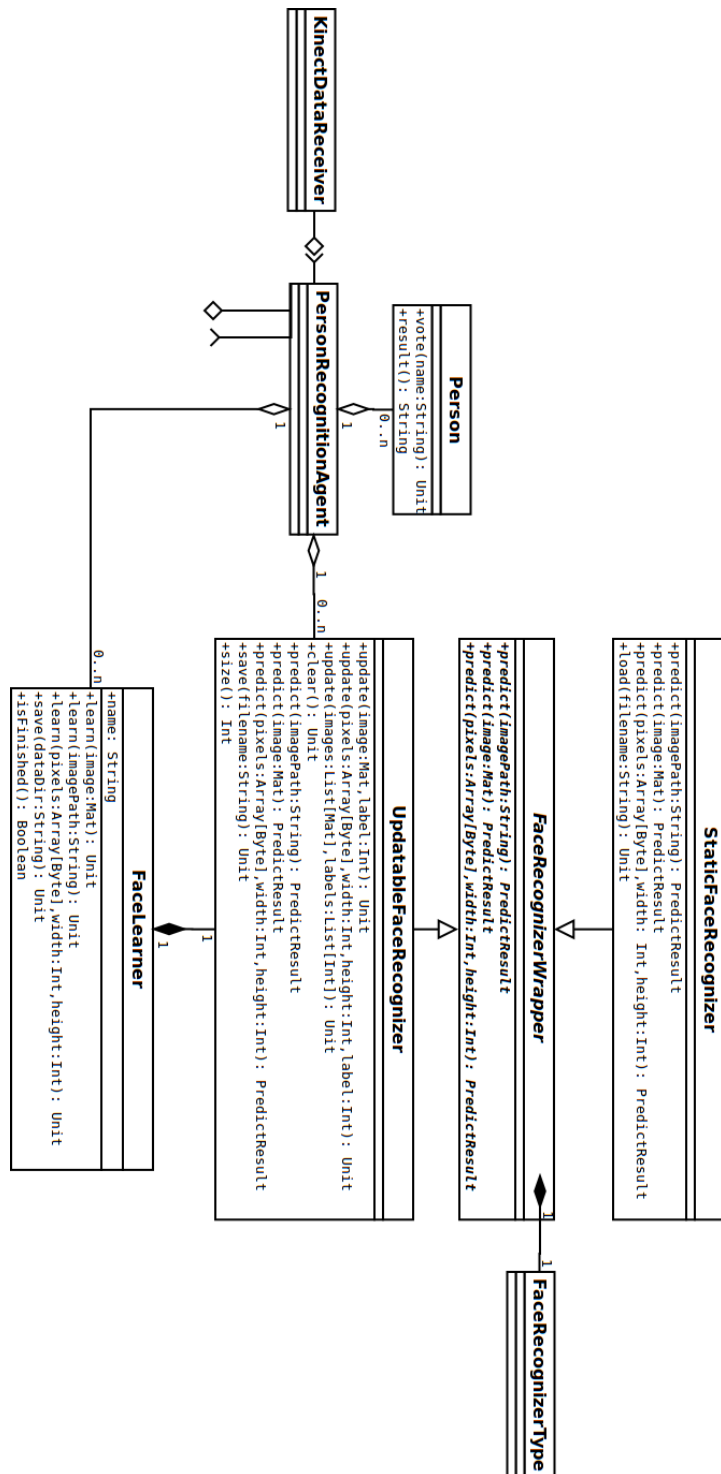 StaticFaceRecognizer
+predict(imagePath:String): PredictResult
+predict(image:Mat): PredictResult
+predict(pixels:Array[Byte],width: Int,height:Int): PredictResult
+load(filename:String): Unit
Person
+vote(name:String): Unit
+result(): String
0..n
1
FaceRecognizerWrapper
+predict(imagePath:String): PredictResult
+predict(image:Mat): PredictResult
+predict(pixels:Array[Byte],width:Int,height:Int): PredictResult
1
1
FaceRecognizerType
KinectDataReceiver
PersonRecognitionAgent
1
0..n
1
UpdatableFaceRecognizer
+update(image:Mat,label:Int): Unit
+update(pixels:Array[Byte],width:Int,height:Int,label:Int): Unit
+update(images:List[Mat],labels:List[Int]): Unit
+clear(): Unit
+predict(imagePath:String): PredictResult
+predict(image:Mat): PredictResult
+predict(pixels:Array[Byte],width:Int,height:Int): PredictResult
+save(filename:String): Unit
+size(): Int
1
1
0..n
FaceLearner
+name: String
+learn(image:Mat): Unit
+learn(imagePath:String): Unit
+learn(pixels:Array[Byte],width:Int,height:Int): Unit
+save(dataDir:String): Unit
+isFinished(): Boolean